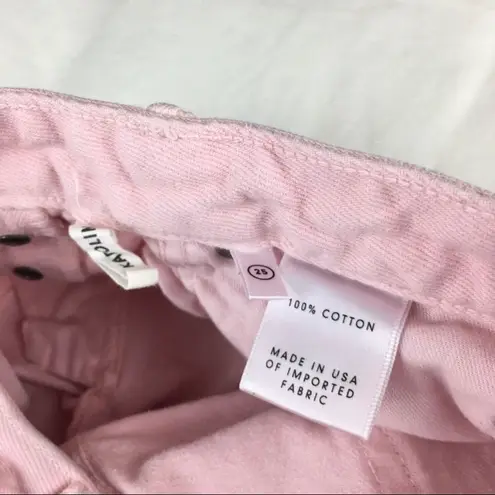 25
100% COTTON
MADE IN USA
OF IMPORTED
FABRIC